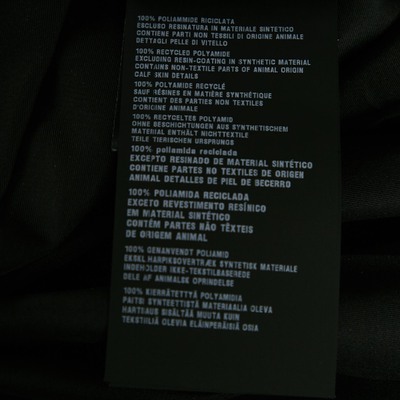 100% POLIAMMIDE RICICLATA
ESCLUSO RESINATURA IN MATERIALE SINTETICO
CONTIENE PARTI NON TESSILI DI ORIGINE ANIMALE
DETTAGLI PELLE DI VITELLO
100% RECYCLED POLYAMIDE
EXCLUDING RESIN-COATING IN SYNTHETIC MATERIAL
CONTAINS NON-TEXTILE PARTS OF ANIMAL ORIGIN
CALF SKIN DETAILS
100% POLYAMIDE RECYCLÉ
SAUF RÉSINES EN MATIÈRE SYNTHÉTIQUE
CONTIENT DES PARTIES NON TEXTILES
D'ORIGINE ANIMALE
100% RECYCELTES POLYAMID
OHNE BESCHICHTUNGEN AUS SYNTHETISCHEM
MATERIAL ENTHÄLT NICHTTEXTILE
TEILE TIERISCHEN URSPRUNGS
100% poliamida reciclada
EXCEPTO RESINADO DE MATERIAL SINTÉTICO
CONTIENE PARTES NO TEXTILES DE ORIGEN
ANIMAL DETALLES DE PIEL DE BECERRO
100% POLIAMIDA RECICLADA
EXCETO REVESTIMENTO RESÍNICO
EM MATERIAL SINTÉTICO
CONTÉM PARTES NÃO TÊXTEIS
DE ORIGEM ANIMAL
100% GENANVENDT POLIAMID
EKSKL HARPIKSOVERTRÆK SYNTETISK MATERIALE
INDEHOLDER IKKE-TEKSTILBASEREDE
DELE AF ANIMALSK OPRINDELSE
100% KIERRÄTETTYÄ POLYAMIDIA
PAITSI SYNTEETTISTÄ MATERIAALIA OLEVA
HARTSAUS SISÄLTÄÄ MUUTA KUIN
TEKSTIILIÄ OLEVIA ELÄINPERÄISIÄ OSIA